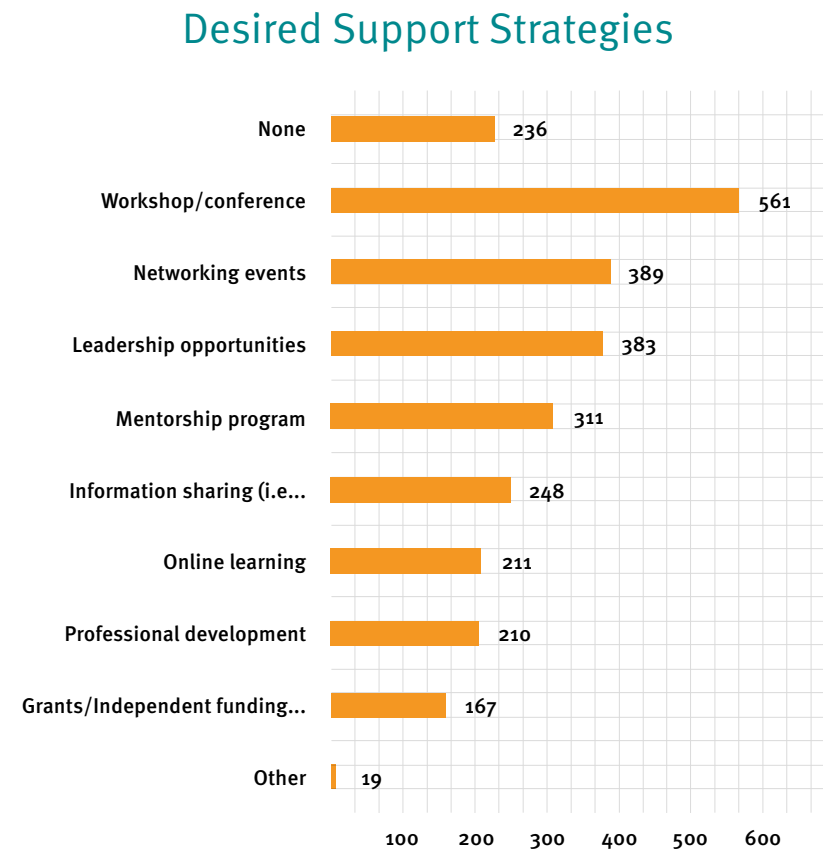 Desired Support Strategies
None 236
Workshop/conference 561
Networking events 389
Leadership opportunities 383
Mentorship program 311
Information sharing (i.e... 248
Online learning 211
Professional development 210
Grants/Independent funding... 167
Other 19
100 200 300 400 500 600